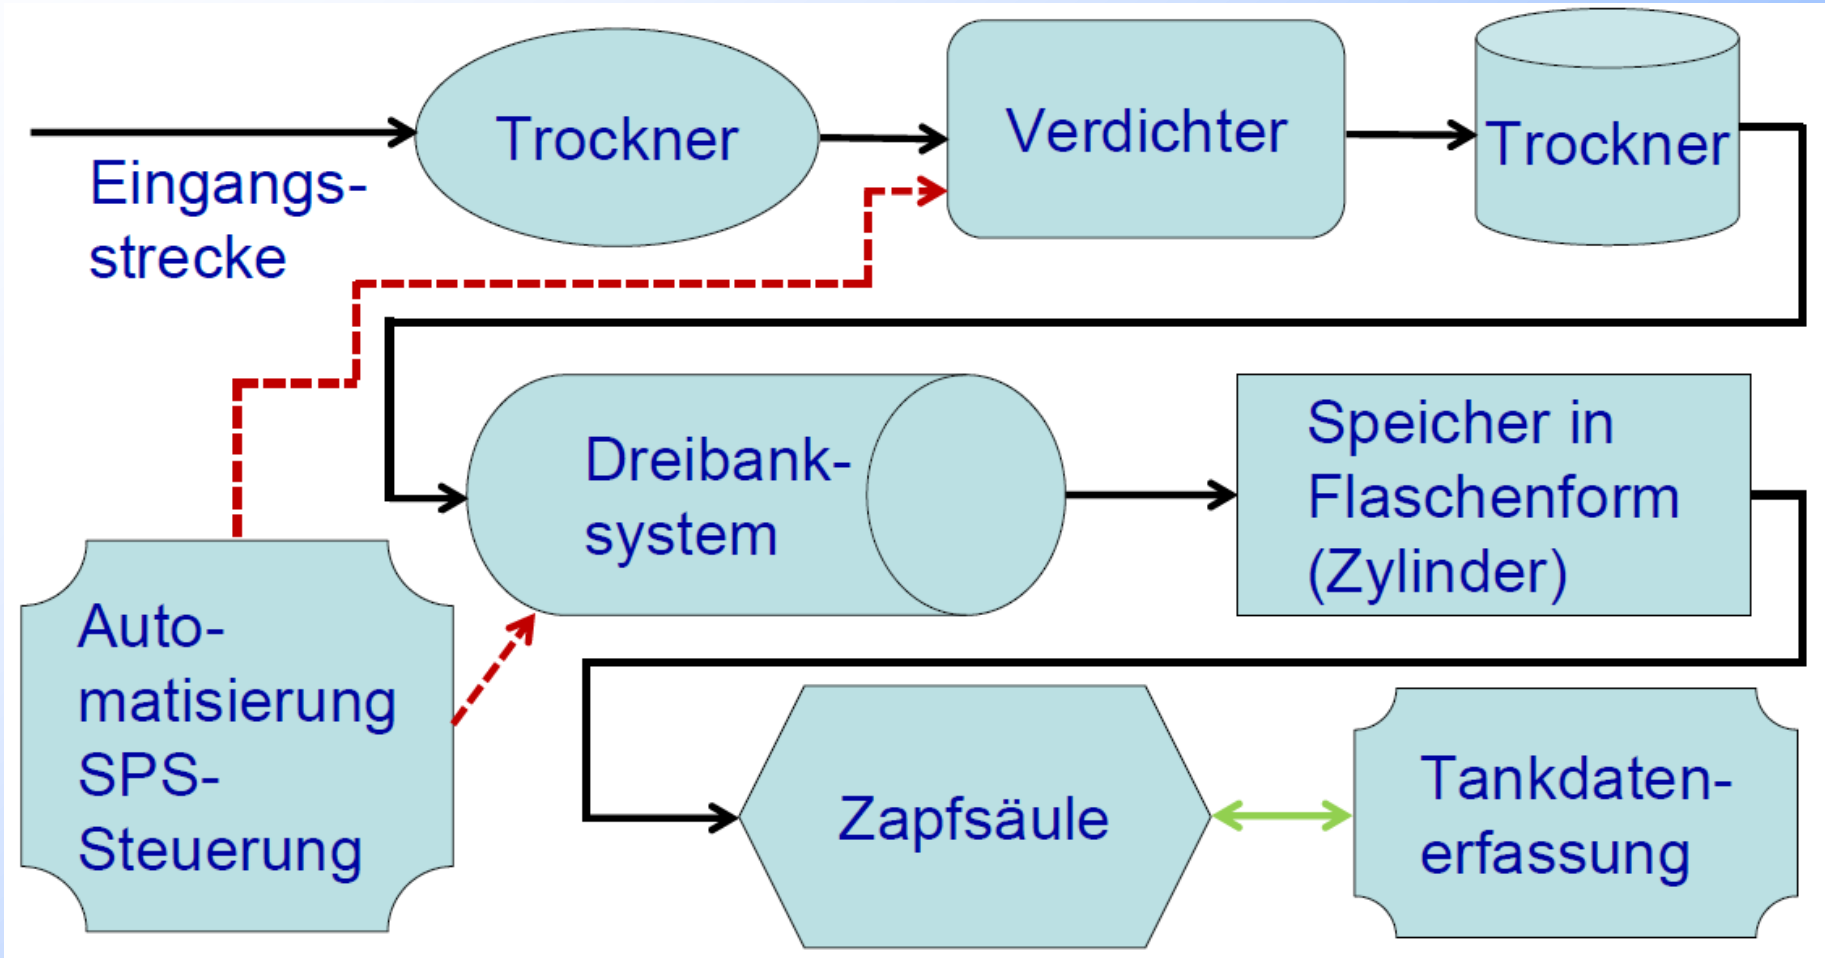 Trockner
Verdichter
Trockner
Eingangs-
strecke
Dreibank-
system
Speicher in
Flaschenform
(Zylinder)
Auto-
matisierung
SPS-
Steuerung
Zapfsäule
Tankdaten-
erfassung